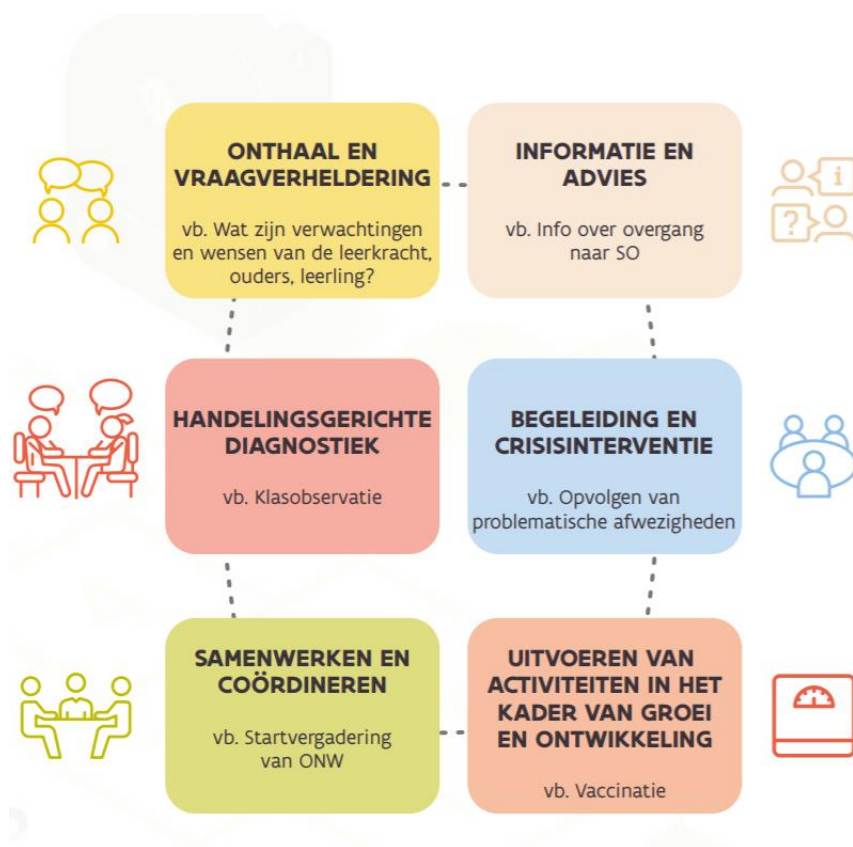 ONTHAAL EN
VRAAGVERHELDERING
vb. Wat zijn verwachtingen
en wensen van de leerkracht,
ouders, leerling?
INFORMATIE EN
ADVIES
vb. Info over overgang
naar SO
i
?
HANDELINGSGERICHTE
DIAGNOSTIEK
vb. Klasobservatie
BEGELEIDING EN
CRISISINTERVENTIE
vb. Opvolgen van
problematische afwezigheden
SAMENWERKEN EN
COÖRDINEREN
vb. Startvergadering
van ONW
UITVOEREN VAN
ACTIVITEITEN IN HET
KADER VAN GROEI
EN ONTWIKKELING
vb. Vaccinatie